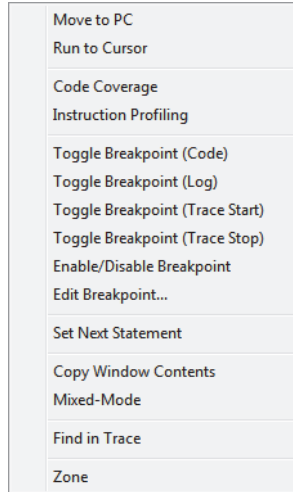 Move to PC
Run to Cursor
Code Coverage
Instruction Profiling
Toggle Breakpoint (Code)
Toggle Breakpoint (Log)
Toggle Breakpoint (Trace Start)
Toggle Breakpoint (Trace Stop)
Enable/Disable Breakpoint
Edit Breakpoint...
Set Next Statement
Copy Window Contents
Mixed-Mode
Find in Trace
Zone